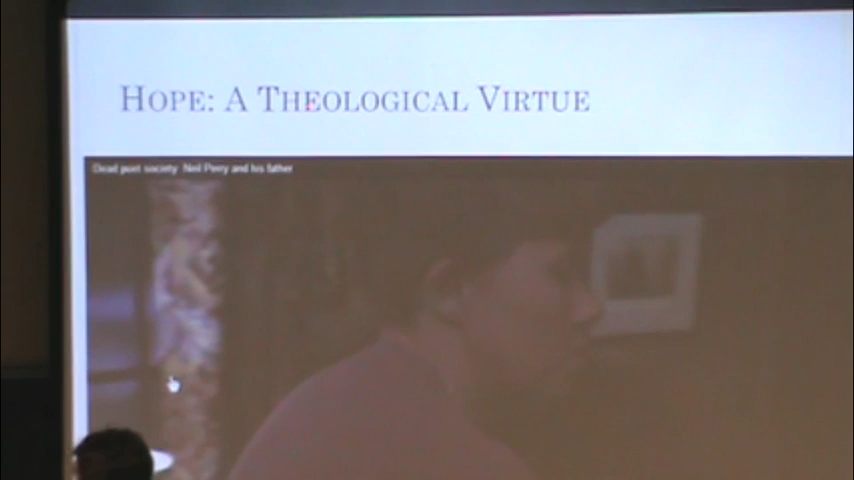 HOPE: A THEOLOGICAL VIRTUE
Dead poet society. Neil Perry and his father